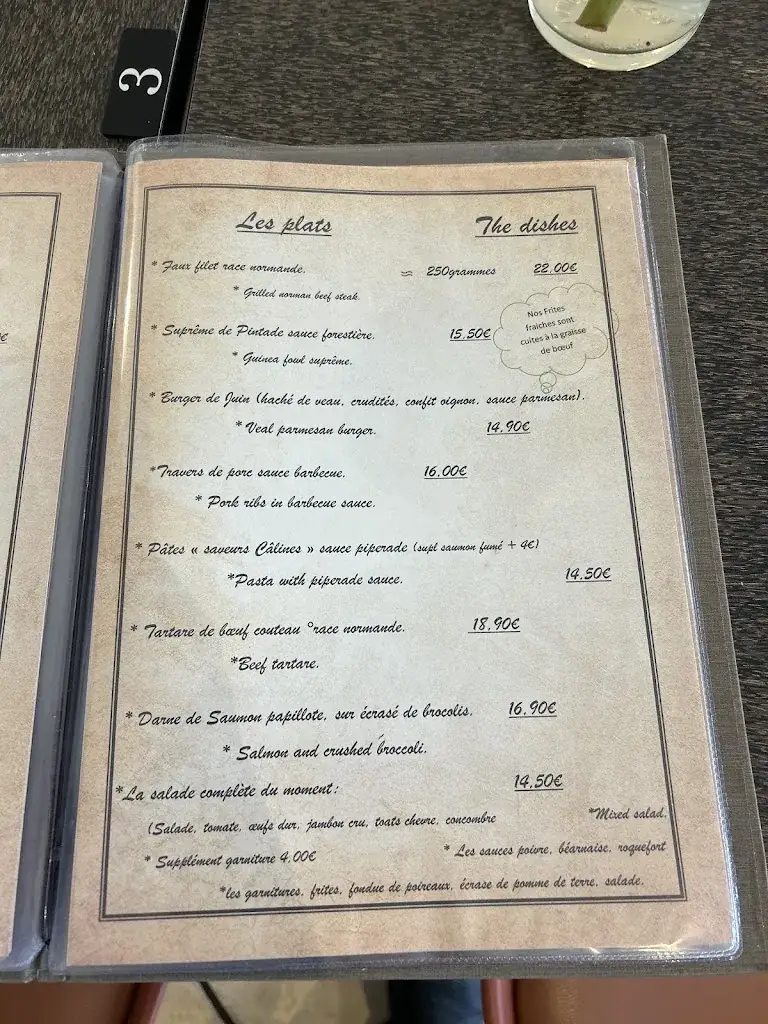 3
€
Les plats The dishes
* Faux filet race normande. ≈ 250grammes 22.00€
* Grilled norman beef steak.
Nos Frites
fraiches sont
cuites à la graisse
de bœuf
* Suprême de Pintade sauce forestière. 15.50€
* Guinea fowl suprême.
* Burger de Juin (haché de veau, crudités, confit oignon, sauce parmesan).
* Veal parmesan burger. 14.90€
*Travers de porc sauce barbecue. 16.00€
* Pork ribs in barbecue sauce.
* Pâtes « saveurs Câlines » sauce piperade (supl saumon fumé + 4€)
*Pasta with piperade sauce. 14.50€
* Tartare de bœuf couteau °race normande. 18.90€
*Beef tartare.
* Darne de Saumon papillote, sur écrasé de brocolis. 16.90€
* Salmon and crushed broccoli.
*La salade complète du moment: 14.50€
(Salade, tomate, œufs dur, jambon cru, toats chevre, concombre *Mixed salad.
* Supplément garniture 4.00€ * Les sauces poivre, béarnaise, roquefort
*les garnitures, frites, fondue de poireaux, écrase de pomme de terre, salade.